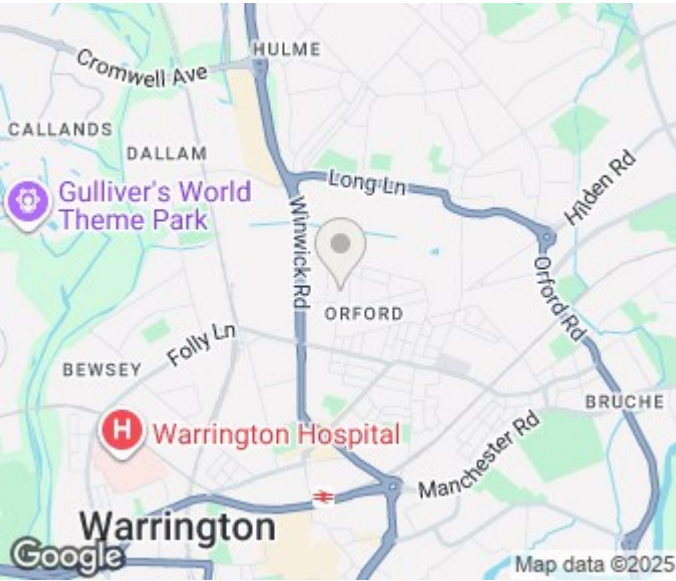 HULME
Cromwell Ave
CALLANDS
DALLAM
Long Ln
Hilden Rd
Gulliver's World
Theme Park
Winwick Rd
ORFORD
Orford Rd
Folly Ln
BEWSEY
BRUCHE
H
Warrington Hospital
Manchester Rd
Warrington
Google
Map data ©2025